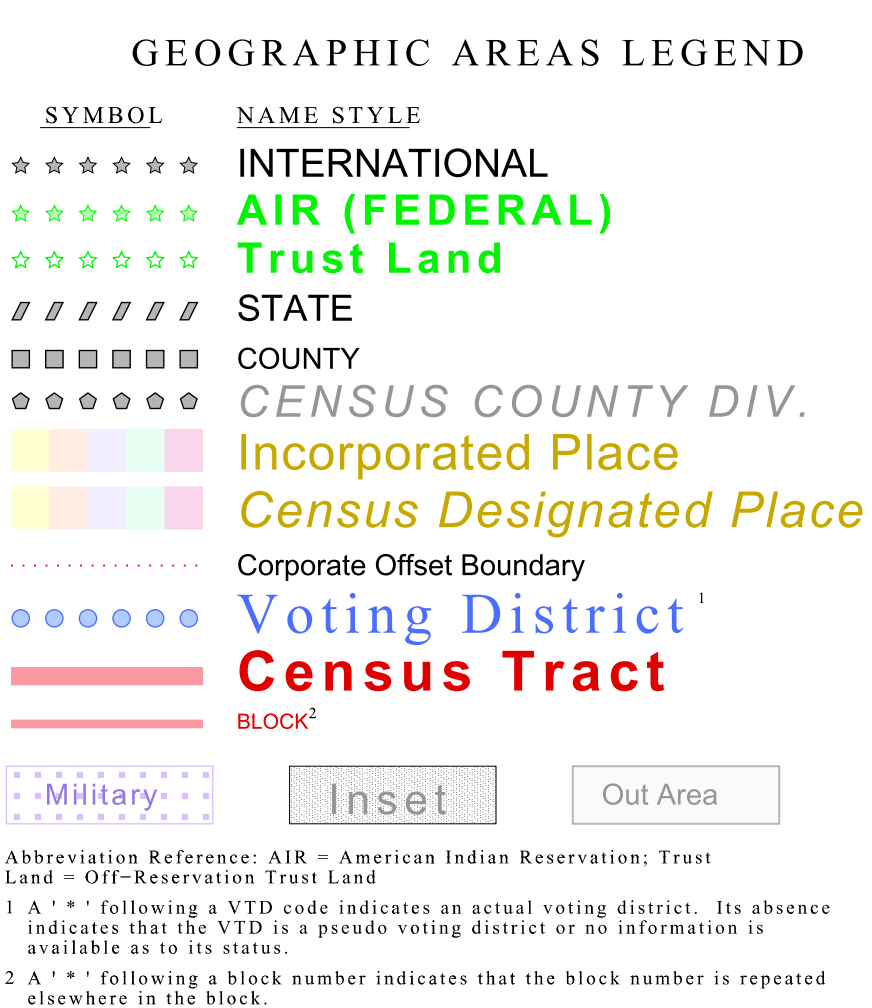 GEOGRAPHIC AREAS LEGEND
SYMBOL NAME STYLE
INTERNATIONAL
AIR (FEDERAL)
Trust Land
STATE
COUNTY
CENSUS COUNTY DIV.
Incorporated Place
Census Designated Place
Corporate Offset Boundary
Voting District 1
Census Tract
BLOCK2
Military Inset Out Area
Abbreviation Reference: AIR = American Indian Reservation; Trust
Land = Off−Reservation Trust Land
1 A ' * ' following a VTD code indicates an actual voting district. Its absence
indicates that the VTD is a pseudo voting district or no information is
available as to its status.
2 A ' * ' following a block number indicates that the block number is repeated
elsewhere in the block.